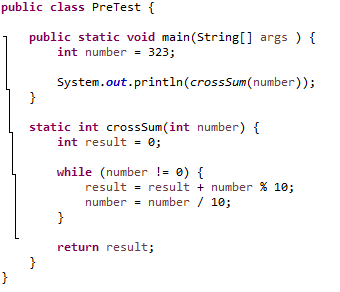 public class PreTest {
public static void main(String[] args ) {
int number = 323;
System.out.println(crossSum(number));
}
static int crossSum(int number) {
int result = 0;
while (number != 0) {
result = result + number % 10;
number = number / 10;
}
return result;
}
}